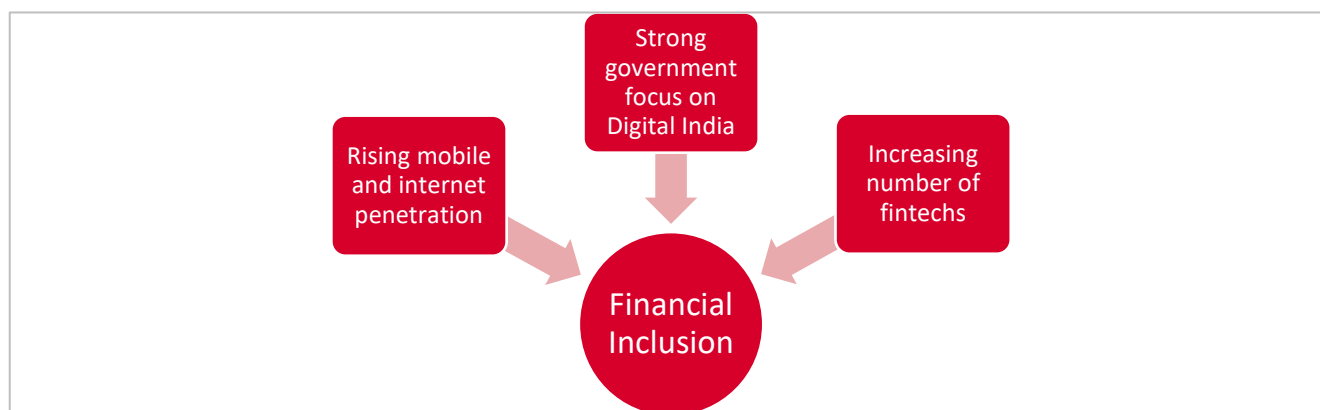 Strong
government
focus on
Digital India
Rising mobile
and internet
penetration
Increasing
number of
fintechs
Financial
Inclusion